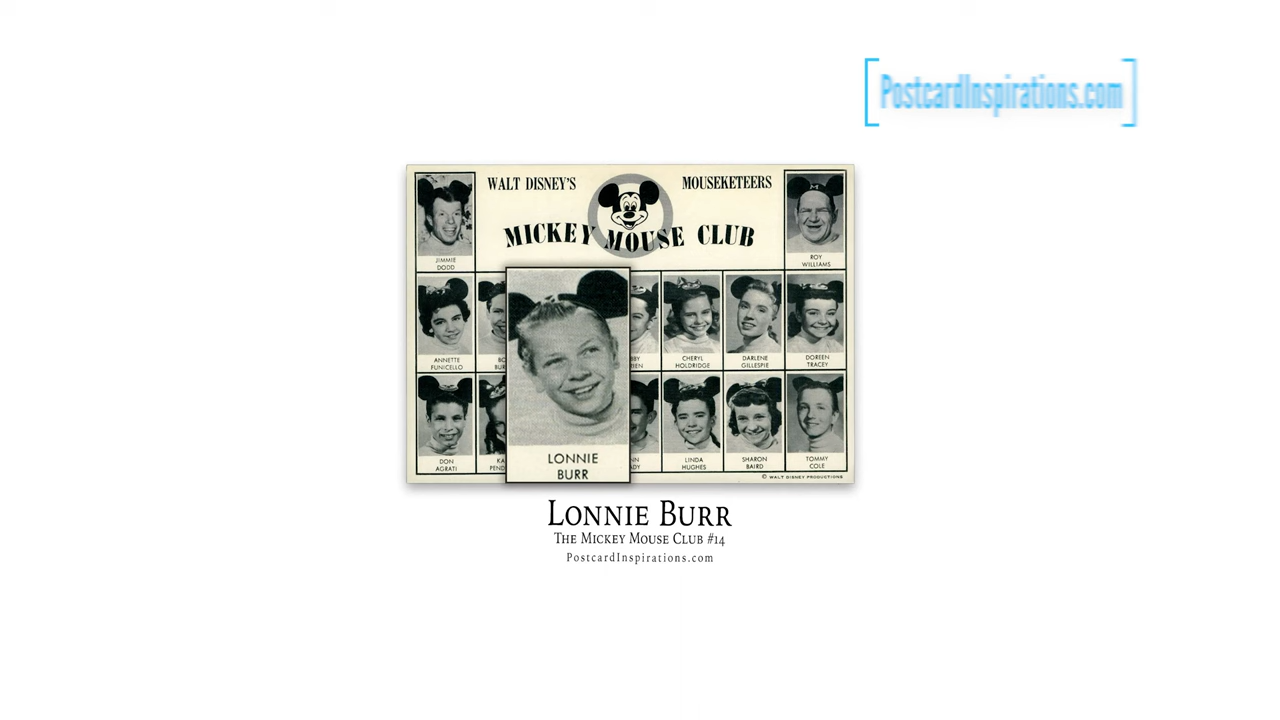 PostcardInspirations.com
WALT DISNEY'S MOUSEKETEERS
MICKEY MOUSE CLUB
JIMMIE
DODD
ROY
WILLIAMS
ANNETTE
FUNICELLO
CHERYL
HOLDRIDGE
DARLENE
GILLESPIE
DOREEN
TRACEY
DON
AGRATI
LONNIE
BURR
LINDA
HUGHES
SHARON
BAIRD
TOMMY
COLE
© WALT DISNEY PRODUCTIONS
LONNIE BURR
THE MICKEY MOUSE CLUB #14
PostcardInspirations.com